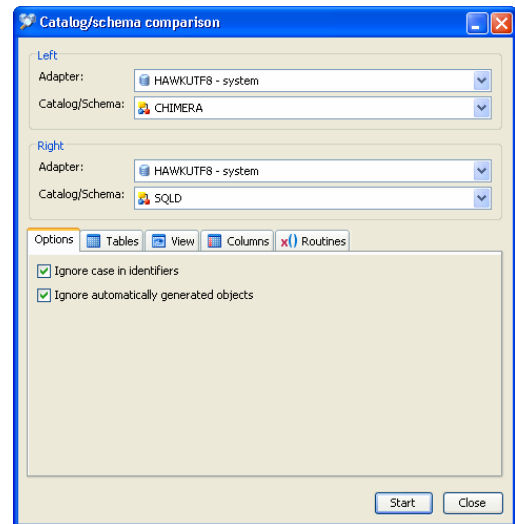 Catalog/schema comparison
Left
Adapter: HAWKUTF8 - system
Catalog/Schema: CHIMERA
Right
Adapter: HAWKUTF8 - system
Catalog/Schema: SQLD
Options Tables View Columns x() Routines
Ignore case in identifiers
Ignore automatically generated objects
Start Close